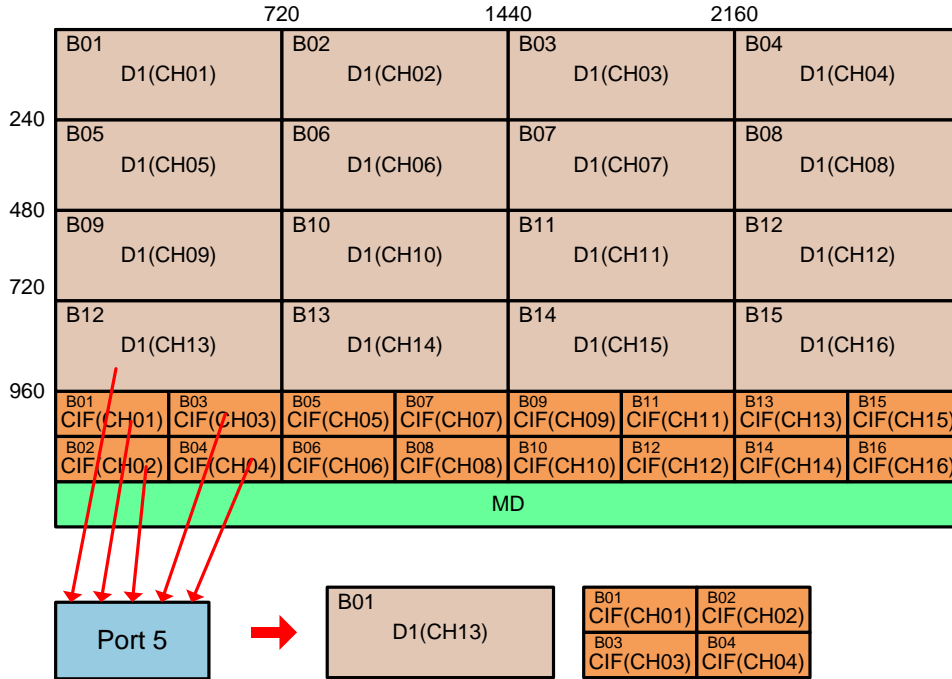 720 1440 2160
B01 B02 B03 B04
D1(CH01) D1(CH02) D1(CH03) D1(CH04)
240
B05 B06 B07 B08
D1(CH05) D1(CH06) D1(CH07) D1(CH08)
480
B09 B10 B11 B12
D1(CH09) D1(CH10) D1(CH11) D1(CH12)
720
B12 B13 B14 B15
D1(CH13) D1(CH14) D1(CH15) D1(CH16)
960
B01 B03 B05 B07 B09 B11 B13 B15
CIF(CH01) CIF(CH03) CIF(CH05) CIF(CH07) CIF(CH09) CIF(CH11) CIF(CH13) CIF(CH15)
B02 B04 B06 B08 B10 B12 B14 B16
CIF(CH02) CIF(CH04) CIF(CH06) CIF(CH08) CIF(CH10) CIF(CH12) CIF(CH14) CIF(CH16)
MD
Port 5
B01
D1(CH13)
B01 B02
CIF(CH01) CIF(CH02)
B03 B04
CIF(CH03) CIF(CH04)